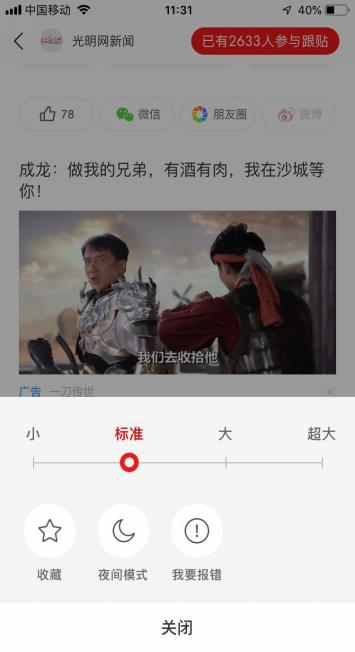 中国移动 11:31 40%
光明网新闻 已有2633人参与跟贴
78 微信 朋友圈 微博
成龙：做我的兄弟，有酒有肉，我在沙城等
你！
我们去收拾他
广告 一刀传世
小 标准 大 超大
收藏 夜间模式 我要报错
关闭